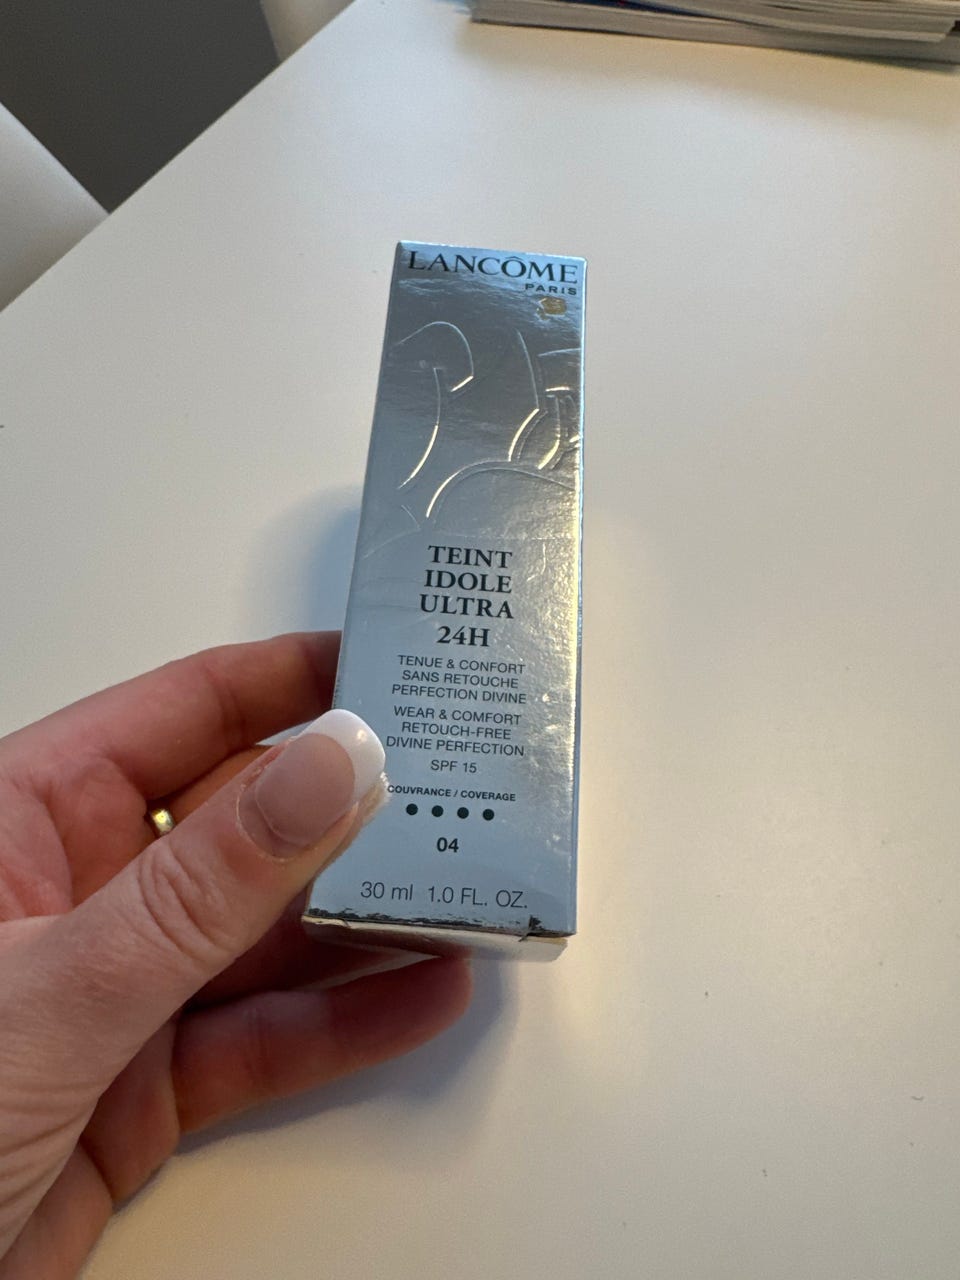 LANCÔME
PARIS
TEINT
IDOLE
ULTRA
24H
TENUE & CONFORT
SANS RETOUCHE
PERFECTION DIVINE
WEAR & COMFORT
RETOUCH-FREE
DIVINE PERFECTION
SPF 15
COUVRANCE / COVERAGE
04
30 ml 1.0 FL. OZ.